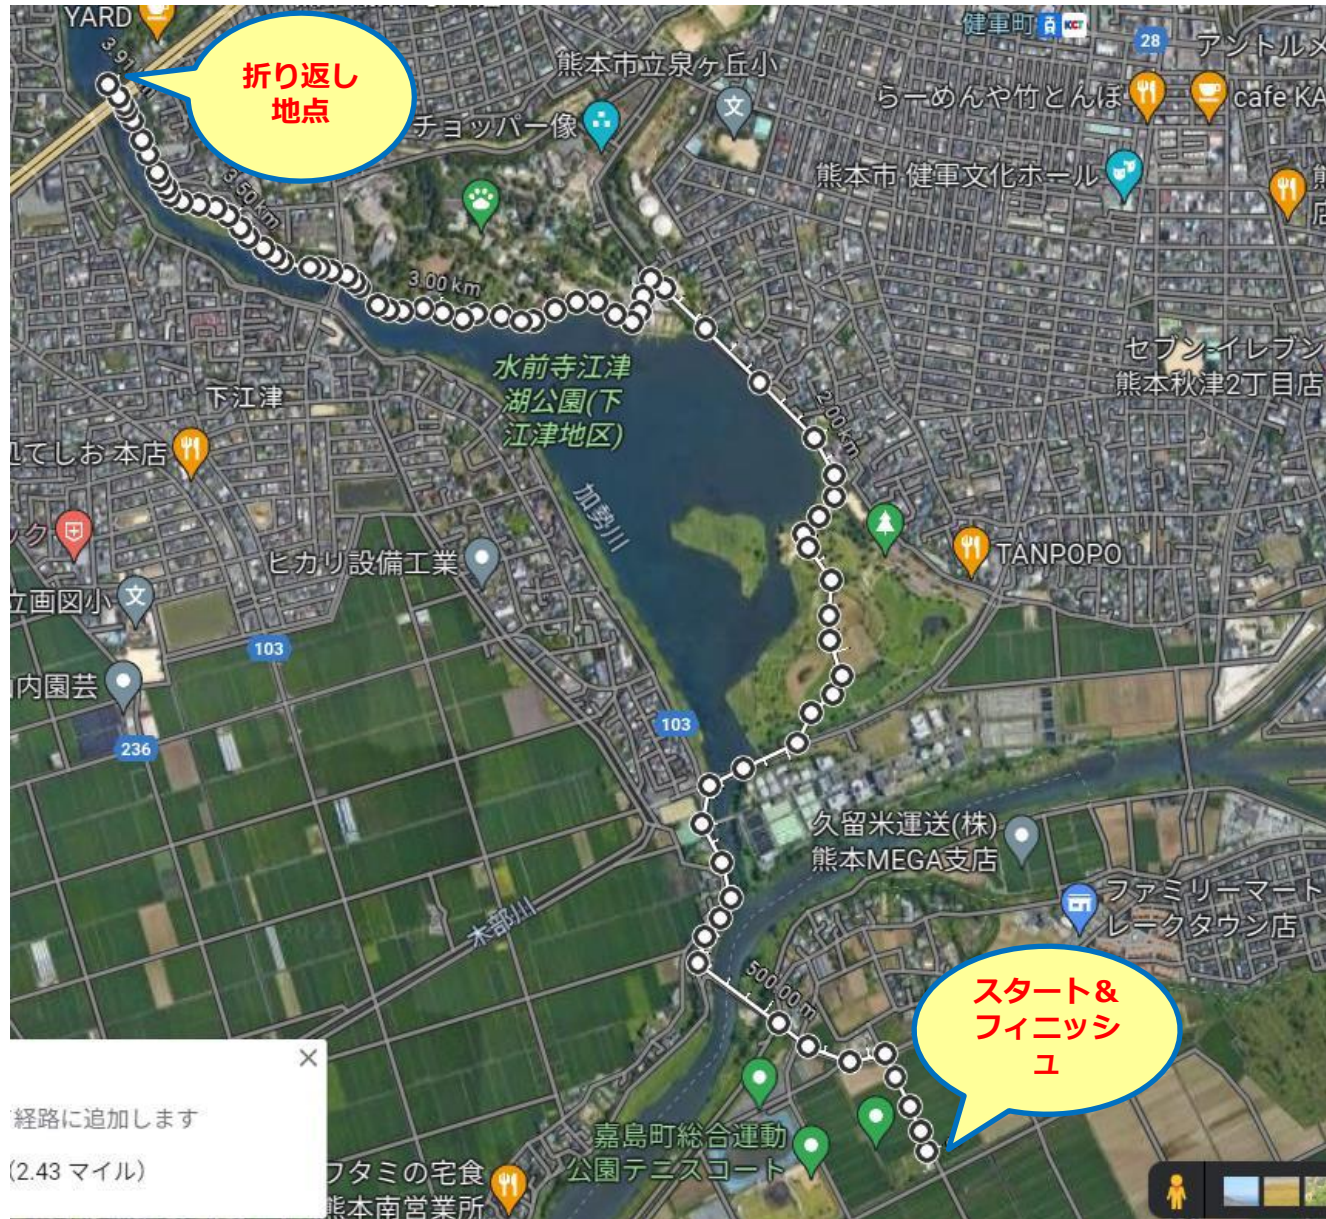 YARD
3.91
折り返し
地点
健軍町
KCT
28
アントルメ
熊本市立泉ヶ丘小
文
らーめんや竹とんぼ
cafe KA
チョッパー像
熊本市 健軍文化ホール
熊
店
3.50 km
3.00 km
水前寺江津
湖公園(下
江津地区)
2.00 km
セブン-イレブン
熊本秋津2丁目店
下江津
てしお 本店
ック
加勢川
ヒカリ設備工業
TANPOPO
立画図小
文
103
内園芸
236
103
久留米運送(株)
熊本MEGA支店
木部川
ファミリーマート
レークタウン店
500.00 m
スタート&
フィニッシ
ュ
経路に追加します
(2.43 マイル)
嘉島町総合運動
公園テニスコート
フタミの宅食
熊本南営業所